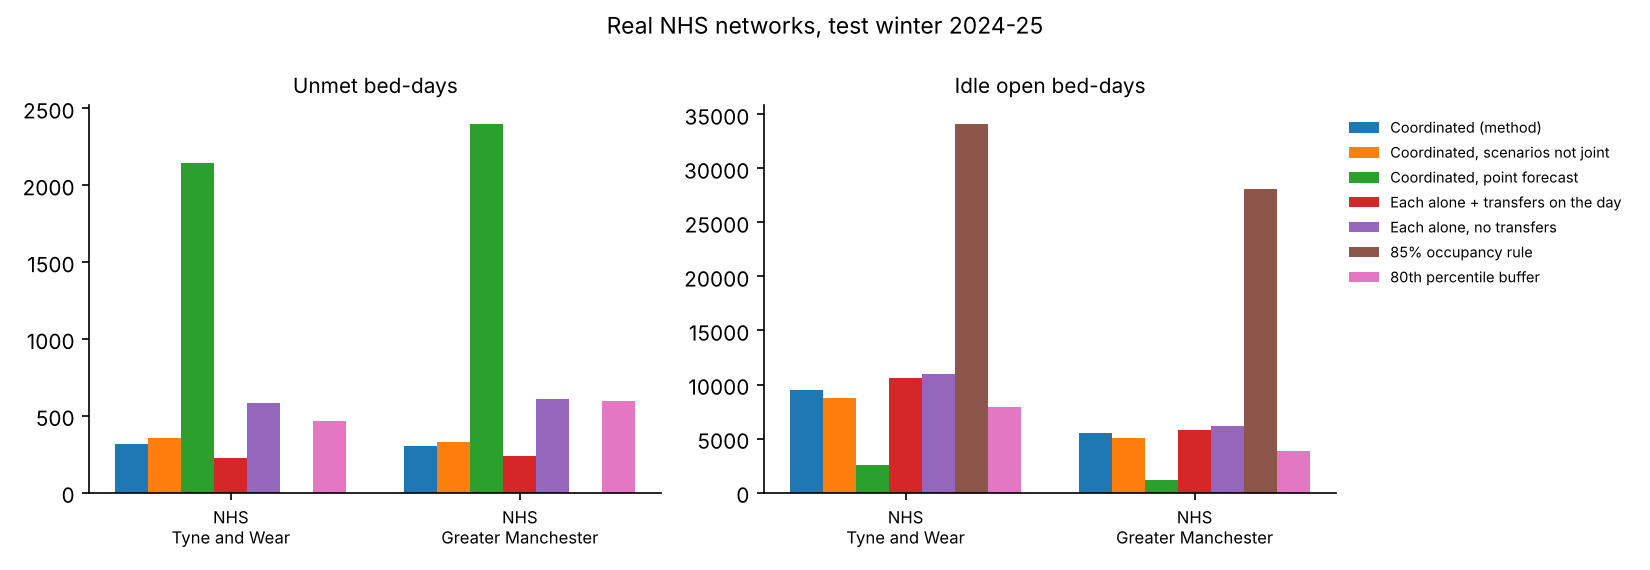 Real NHS networks, test winter 2024-25
Unmet bed-days
2500
2000
1500
1000
500
0
NHS
Tyne and Wear
NHS
Greater Manchester
Idle open bed-days
35000
30000
25000
20000
15000
10000
5000
0
NHS
Tyne and Wear
NHS
Greater Manchester
Coordinated (method)
Coordinated, scenarios not joint
Coordinated, point forecast
Each alone + transfers on the day
Each alone, no transfers
85% occupancy rule
80th percentile buffer